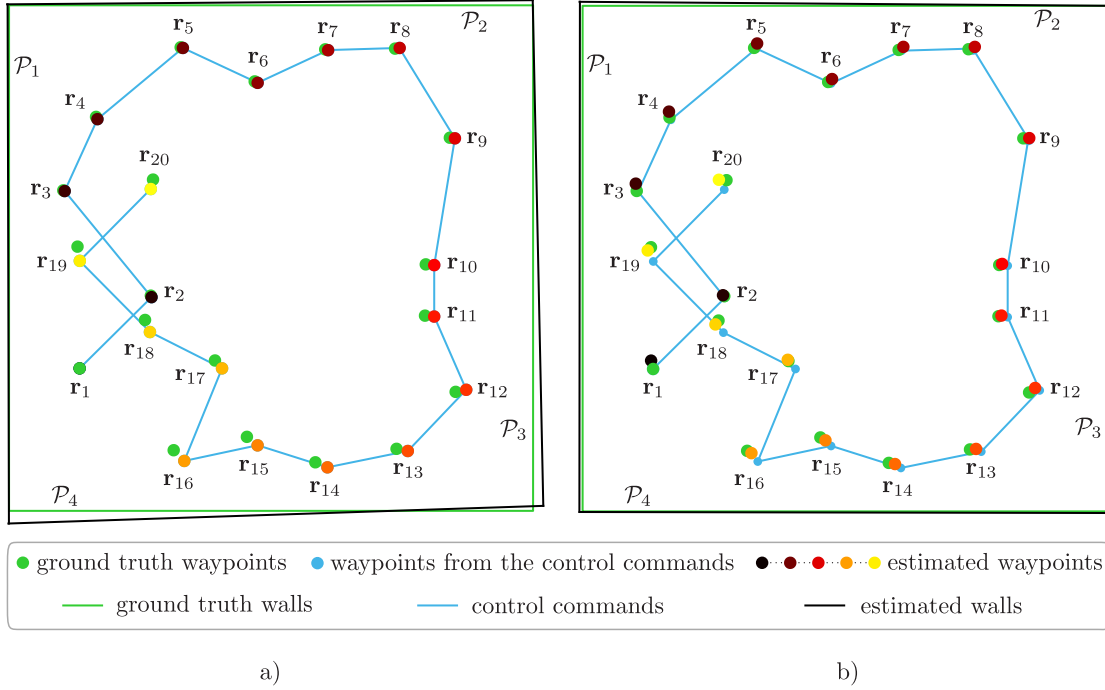 r5 r7 r8 P2 r5 r7 r8 P2
P1 r6 P1 r6
r4 r4
r9 r9
r20 r20
r3 r3
r19 r10 r19 r10
r2 r2
r11 r11
r18 r18
r17 r17
r1 r12 r1 r12
P3 P3
r15 r13 r15 r13
r16 r14 r16 r14
P4 P4
ground truth waypoints waypoints from the control commands estimated waypoints
ground truth walls control commands estimated walls
a) b)